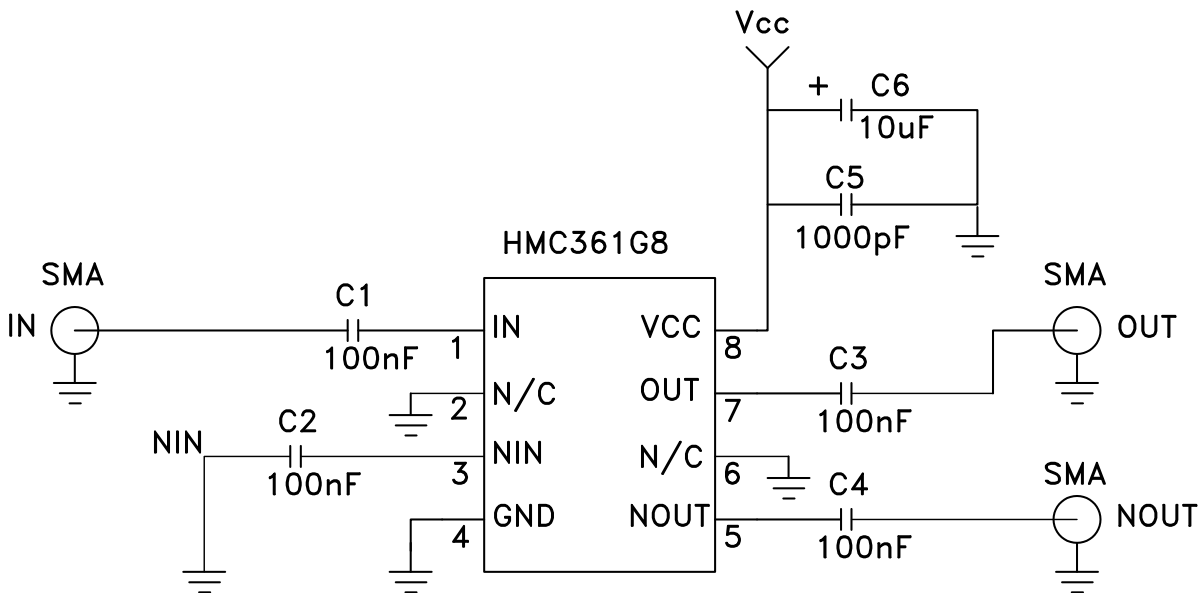 Vcc
+
C6
10uF
C5
1000pF
HMC361G8
SMA
IN
C1
100nF
1
IN
VCC
8
SMA
OUT
C3
100nF
2
N/C
OUT
7
NIN
C2
100nF
3
NIN
N/C
6
C4
100nF
SMA
NOUT
4
GND
NOUT
5